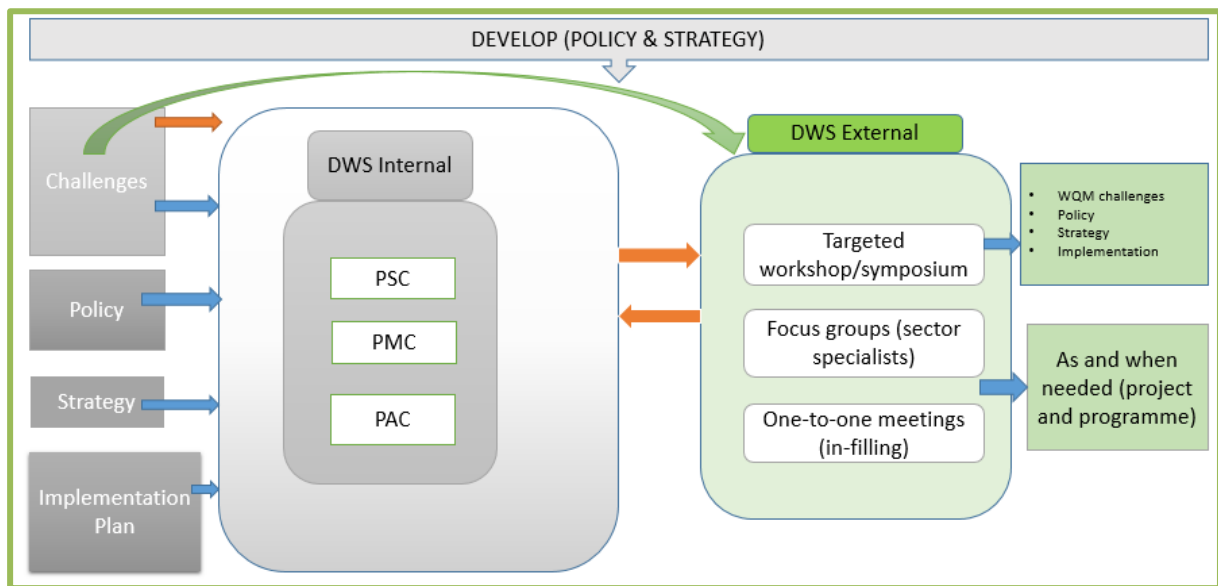 DEVELOP (POLICY & STRATEGY)
Challenges
Policy
Strategy
Implementation
Plan
DWS Internal
PSC
PMC
PAC
DWS External
Targeted
workshop/symposium
Focus groups (sector
specialists)
One-to-one meetings
(in-filling)
• WQM challenges
• Policy
• Strategy
• Implementation
As and when
needed (project
and programme)